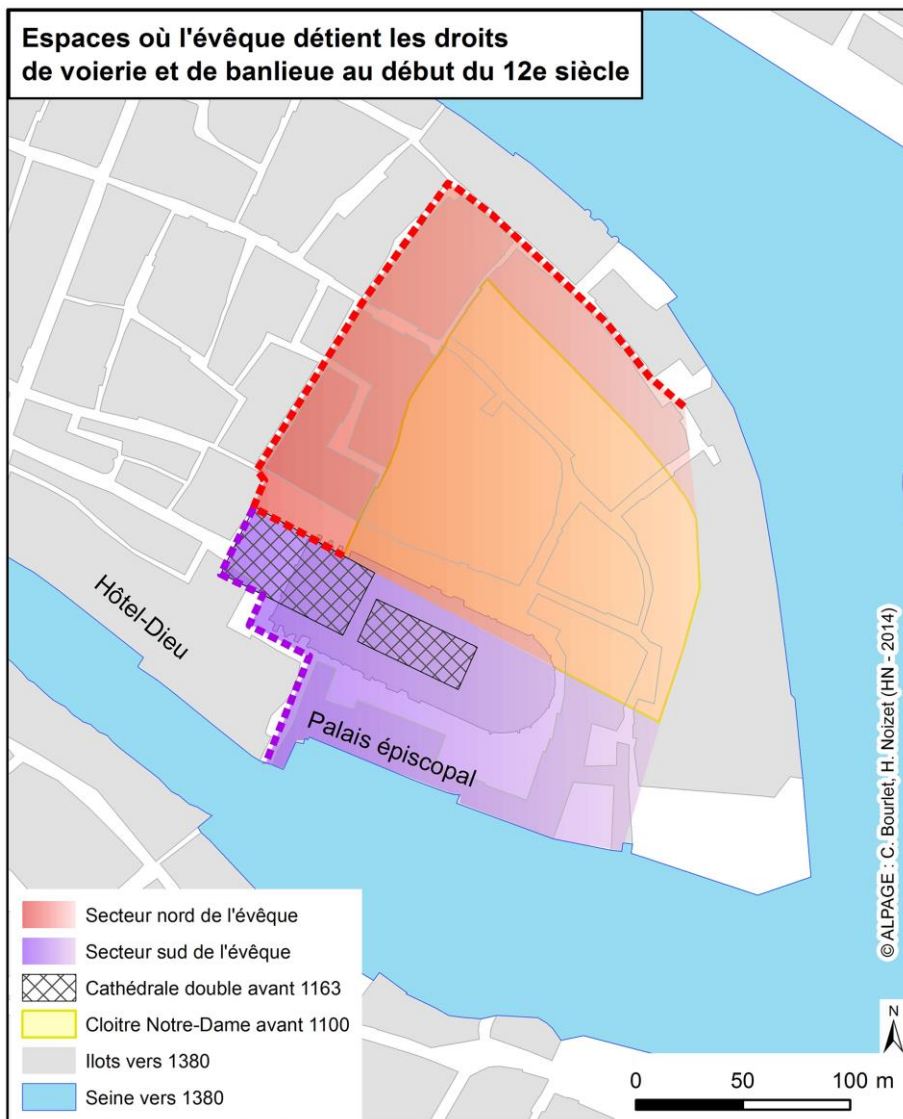 Espaces où l'évêque détient les droits
de voierie et de banlieue au début du 12e siècle
Hôtel-Dieu
Palais épiscopal
© ALPAGE : C. Bourlet, H. Noizet (HN - 2014)
Secteur nord de l'évêque
Secteur sud de l'évêque
Cathédrale double avant 1163
Cloitre Notre-Dame avant 1100
Ilots vers 1380
Seine vers 1380
N
0 50 100 m